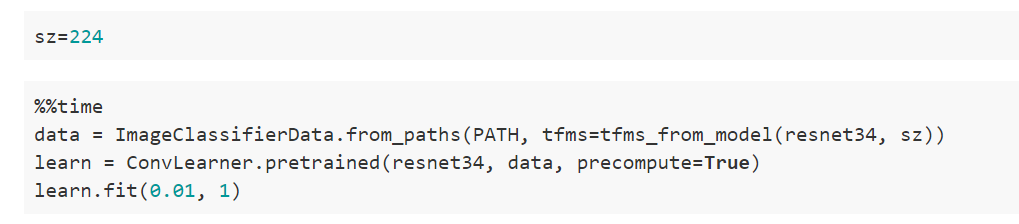 sz=224
%%time
data = ImageClassifierData.from_paths(PATH, tfms=tfms_from_model(resnet34, sz))
learn = ConvLearner.pretrained(resnet34, data, precompute=True)
learn.fit(0.01, 1)